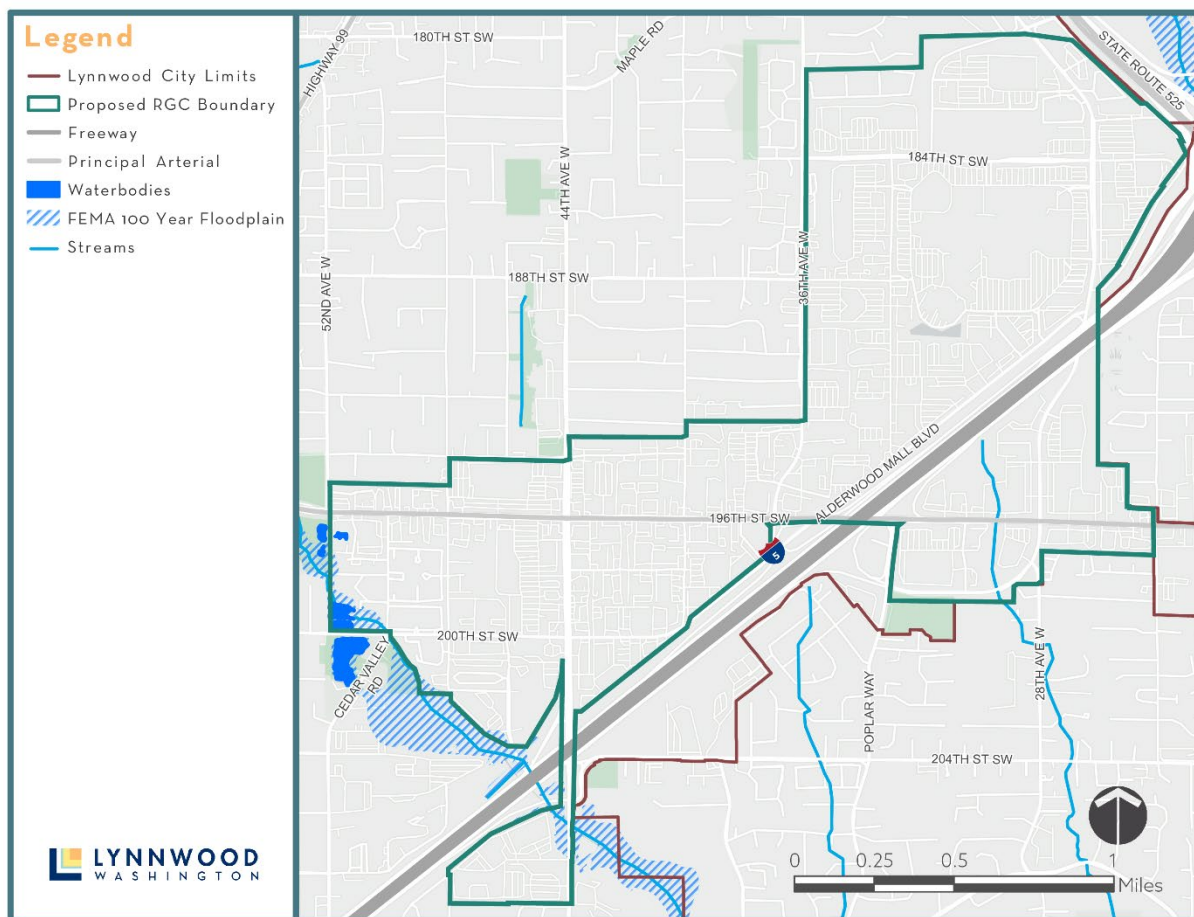 Legend
Lynnwood City Limits
Proposed RGC Boundary
Freeway
Principal Arterial
Waterbodies
FEMA 100 Year Floodplain
Streams
LYNNWOOD
WASHINGTON
HIGHWAY 99
180TH ST SW
MAPLE RD
STATE ROUTE 525
184TH ST SW
44TH AVE W
36TH AVE W
52ND AVE W
188TH ST SW
ALDERWOOD MALL BLVD
196TH ST SW
5
200TH ST SW
CEDAR VALLEY
RD
POPLAR WAY
28TH AVE W
204TH ST SW
0 0.25 0.5 1
Miles